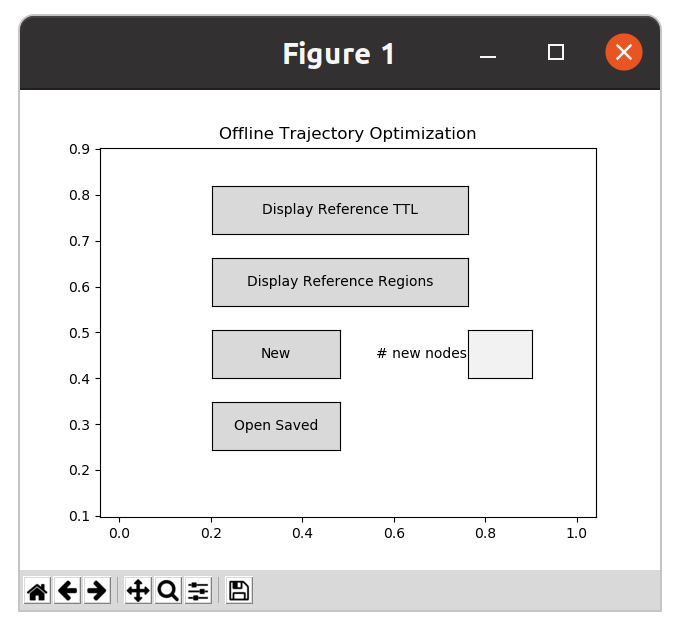 Figure 1
Offline Trajectory Optimization
0.9
0.8
Display Reference TTL
0.7
Display Reference Regions
0.6
0.5
New
# new nodes
0.4
0.3
Open Saved
0.2
0.1
0.0 0.2 0.4 0.6 0.8 1.0